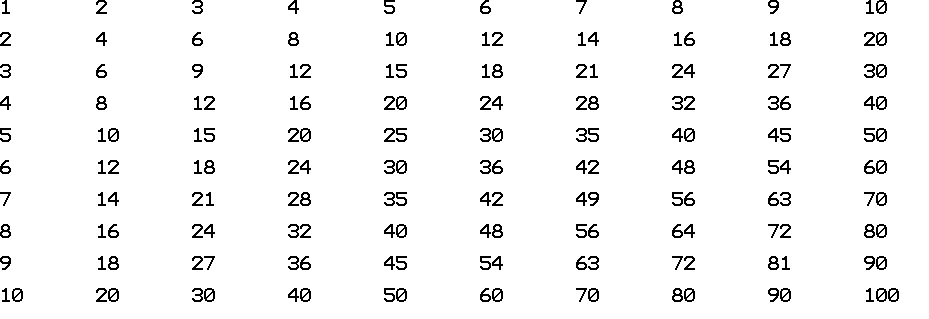 1 2 3 4 5 6 7 8 9 10
2 4 6 8 10 12 14 16 18 20
3 6 9 12 15 18 21 24 27 30
4 8 12 16 20 24 28 32 36 40
5 10 15 20 25 30 35 40 45 50
6 12 18 24 30 36 42 48 54 60
7 14 21 28 35 42 49 56 63 70
8 16 24 32 40 48 56 64 72 80
9 18 27 36 45 54 63 72 81 90
10 20 30 40 50 60 70 80 90 100